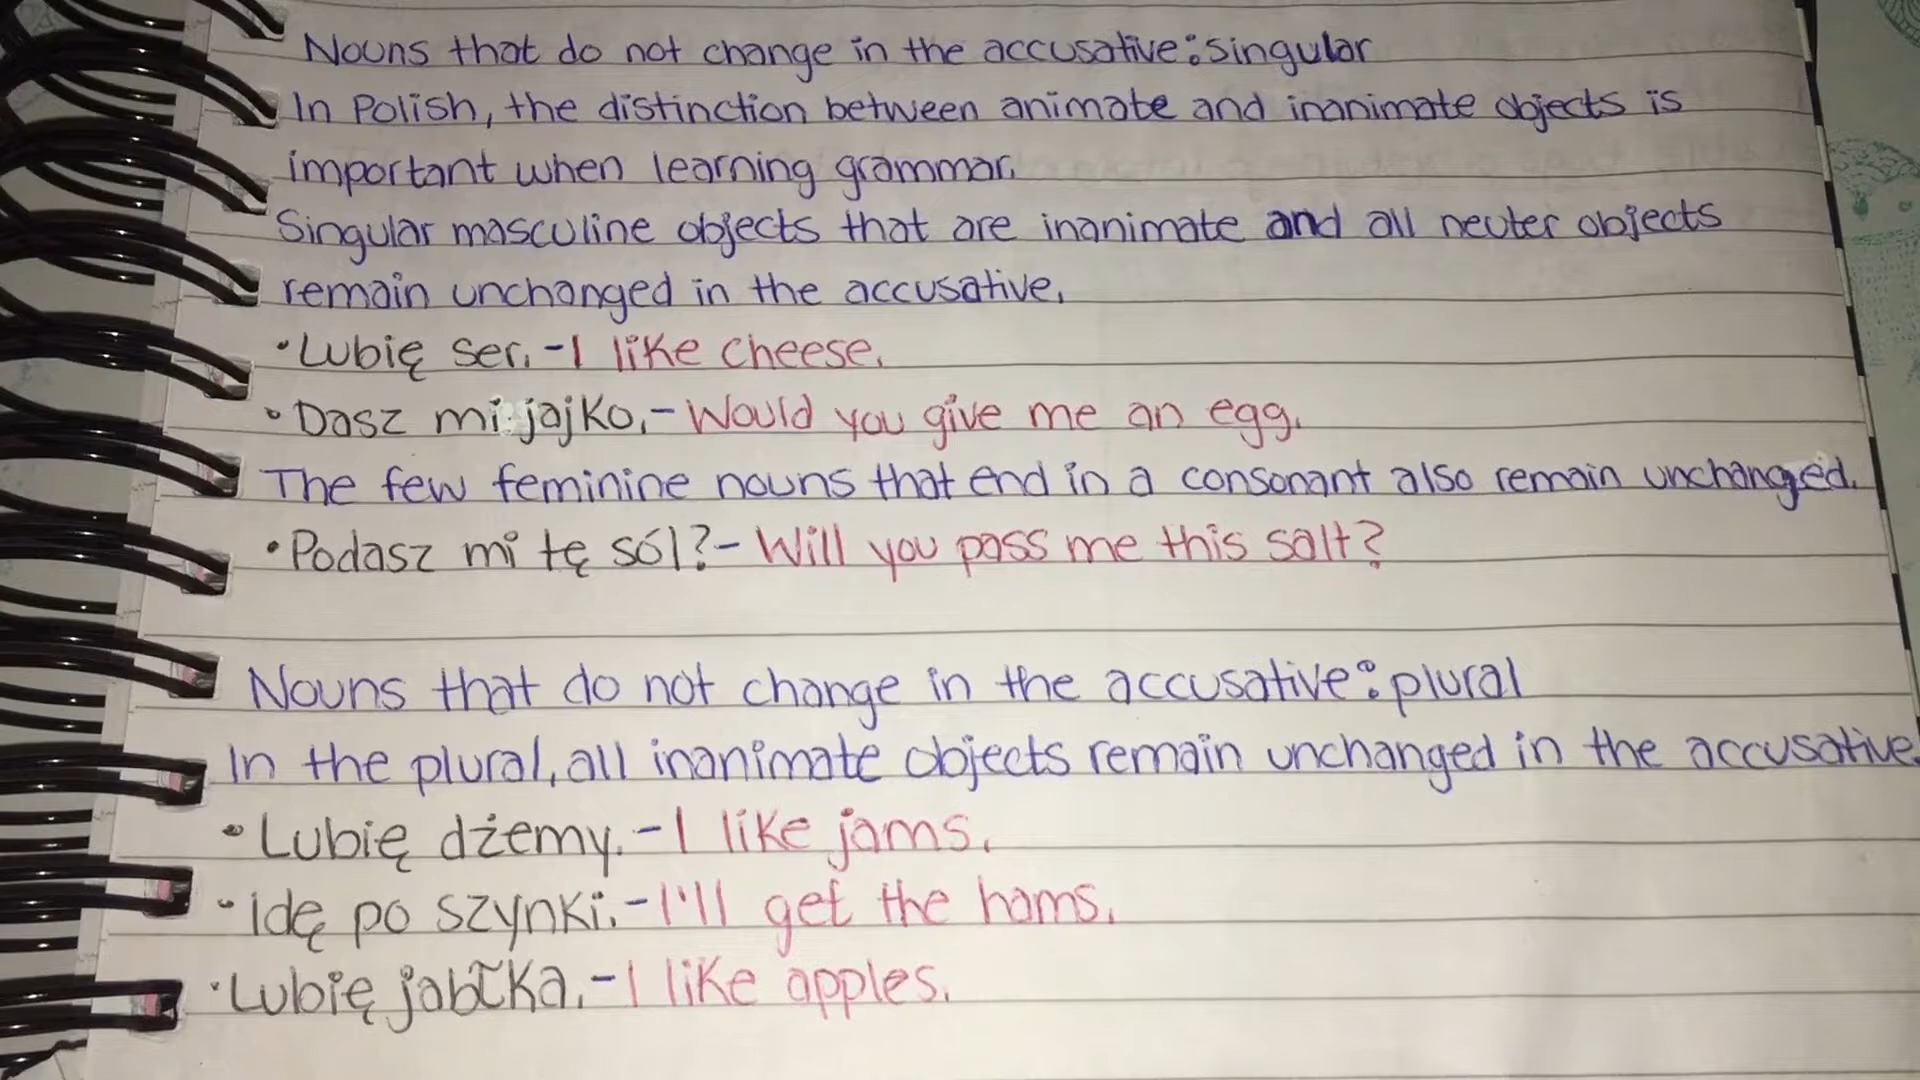 Nouns that do not change in the accusative: singular
In Polish, the distinction between animate and inanimate objects is
important when learning grammar.
Singular masculine objects that are inanimate and all neuter objects
remain unchanged in the accusative.
• Lubię ser. - I like cheese.
• Dasz mi jajko. - Would you give me an egg.
The few feminine nouns that end in a consonant also remain unchanged.
• Podasz mi tę sól? - Will you pass me this salt?
Nouns that do not change in the accusative: plural
In the plural, all inanimate objects remain unchanged in the accusative.
• Lubię dżemy. - I like jams.
• idę po szynki. - I'll get the hams.
• Lubię jabłka. - I like apples.